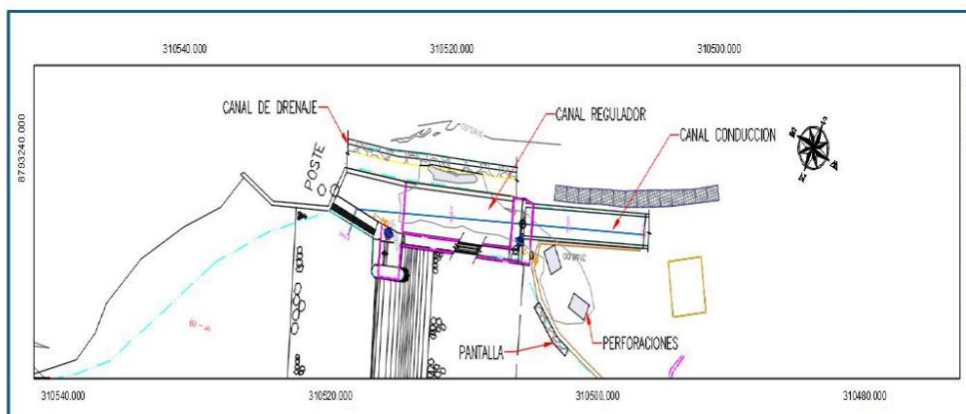 310540.000 310520.000 310500.000
8793240.000
CANAL DE DRENAJE
CANAL REGULADOR
CANAL CONDUCCION
POSTE
PERFORACIONES
PANTALLA
310540.000 310520.000 310500.000 310480.000